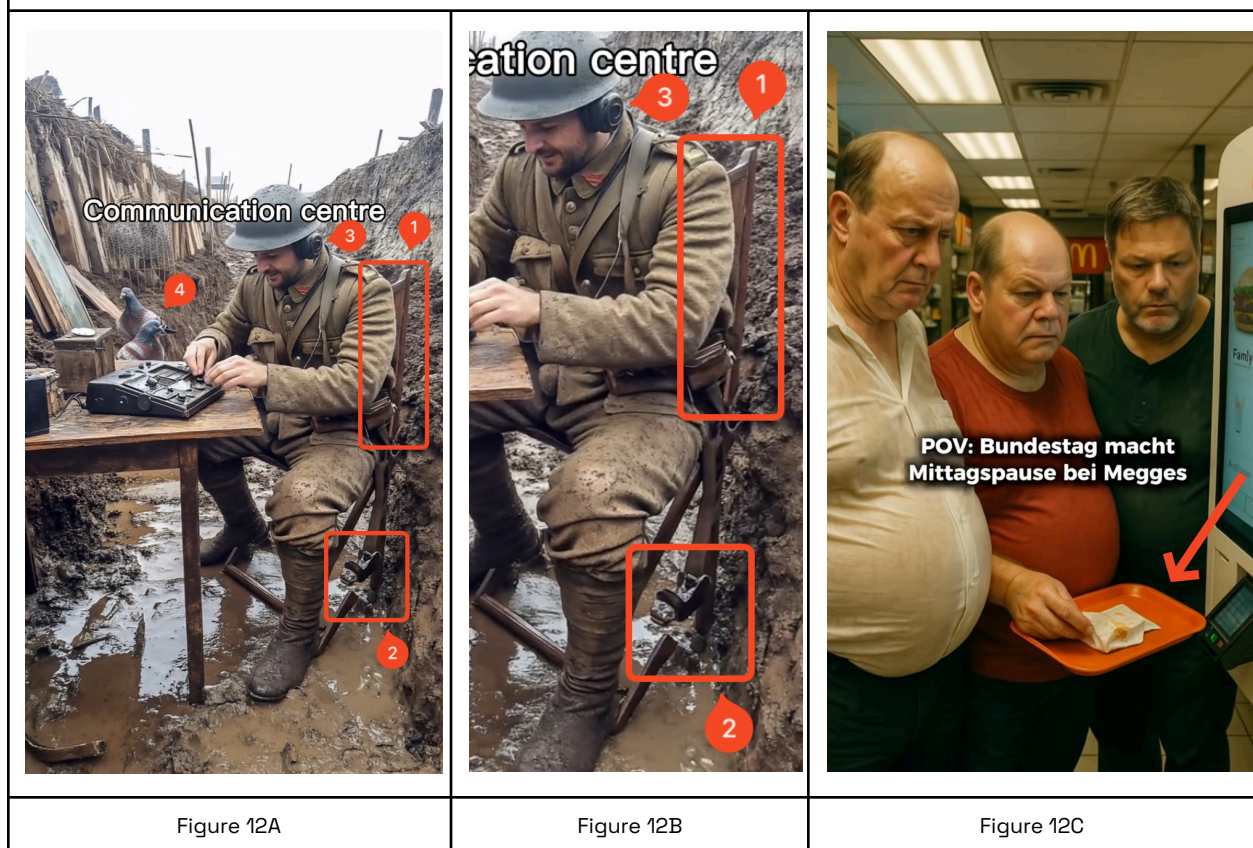 Communication centre
1
3
4
2
cation centre
1
3
2
POV: Bundestag macht
Mittagspause bei Megges
Family
Figure 12A
Figure 12B
Figure 12C